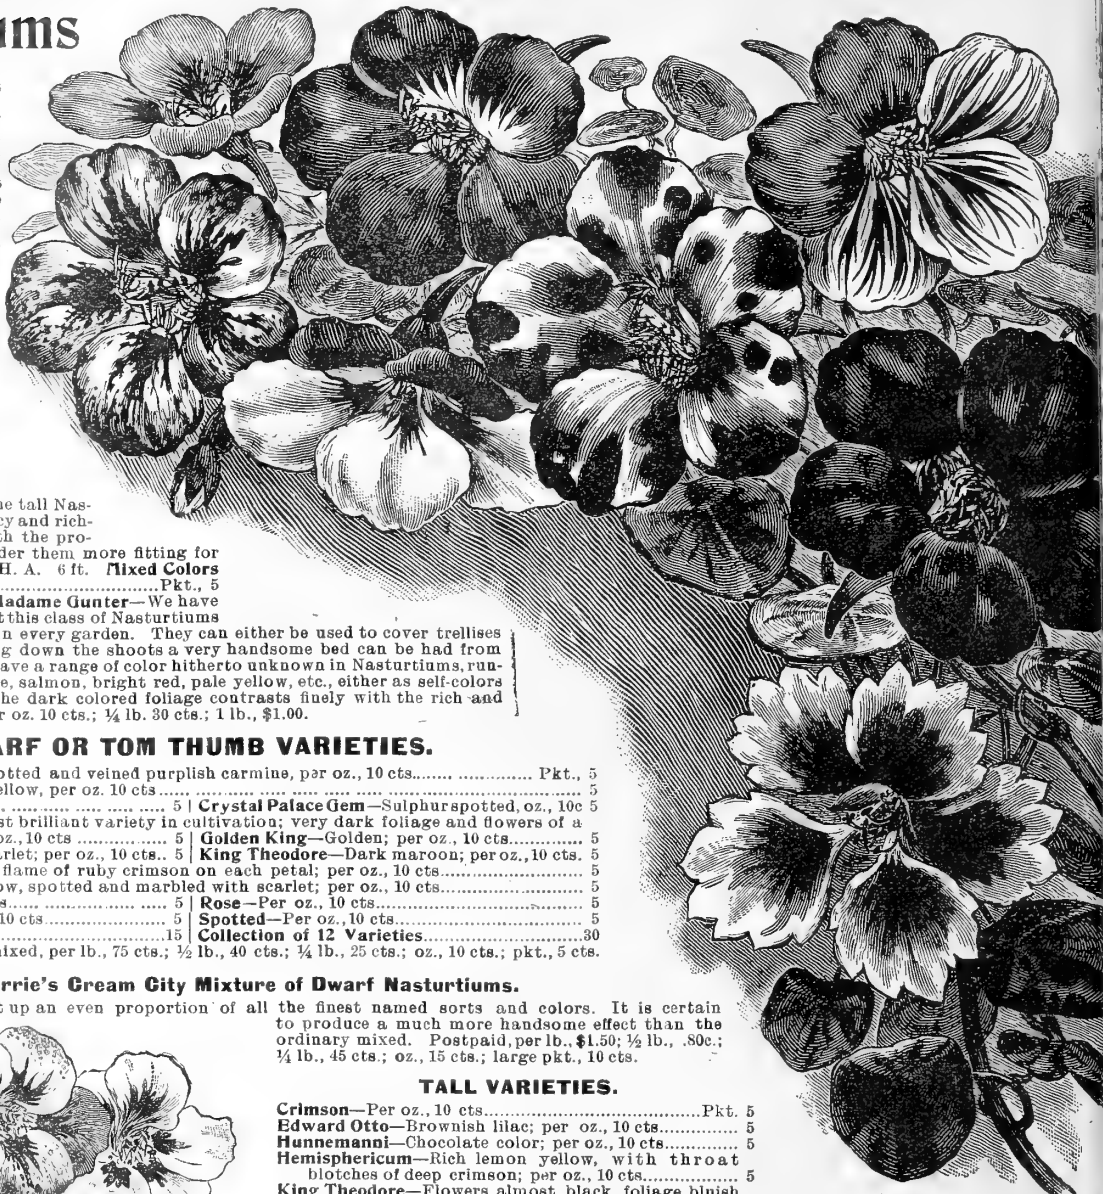 ums
he tall Nas-
cy and rich-
th the pro-
der them more fitting for
H. A. 6 ft. Mixed Colors
Pkt., 5
Madame Gunter—We have
t this class of Nasturtiums
n every garden. They can either be used to cover trellises
g down the shoots a very handsome bed can be had from
ave a range of color hitherto unknown in Nasturtiums, run-
e, salmon, bright red, pale yellow, etc., either as self-colors
he dark colored foliage contrasts finely with the rich and
r oz. 10 cts.; ¼ lb. 30 cts.; 1 lb., $1.00.
ARF OR TOM THUMB VARIETIES.
otted and veined purplish carmine, per oz., 10 cts. Pkt., 5
ellow, per oz. 10 cts 5
5 | Crystal Palace Gem—Sulphur spotted, oz., 10c 5
st brilliant variety in cultivation; very dark foliage and flowers of a
oz., 10 cts 5 | Golden King—Golden; per oz., 10 cts. 5
rlet; per oz., 10 cts. 5 | King Theodore—Dark maroon; per oz., 10 cts. 5
flame of ruby crimson on each petal; per oz., 10 cts. 5
ow, spotted and marbled with scarlet; per oz., 10 cts. 5
s. 5 | Rose—Per oz., 10 cts. 5
10 cts. 5 | Spotted—Per oz., 10 cts. 5
15 | Collection of 12 Varieties. 30
ixed, per lb., 75 cts.; ½ lb., 40 cts.; ¼ lb., 25 cts.; oz., 10 cts.; pkt., 5 cts.
rrie's Cream City Mixture of Dwarf Nasturtiums.
t up an even proportion of all the finest named sorts and colors. It is certain
to produce a much more handsome effect than the
ordinary mixed. Postpaid, per lb., $1.50; ½ lb., .80c.;
¼ lb., 45 cts.; oz., 15 cts.; large pkt., 10 cts.
TALL VARIETIES.
Crimson—Per oz., 10 cts. Pkt. 5
Edward Otto—Brownish lilac; per oz., 10 cts. 5
Hunnemanni—Chocolate color; per oz., 10 cts. 5
Hemisphericum—Rich lemon yellow, with throat
blotches of deep crimson; per oz., 10 cts. 5
King Theodore—Flowers almost black, foliage bluish